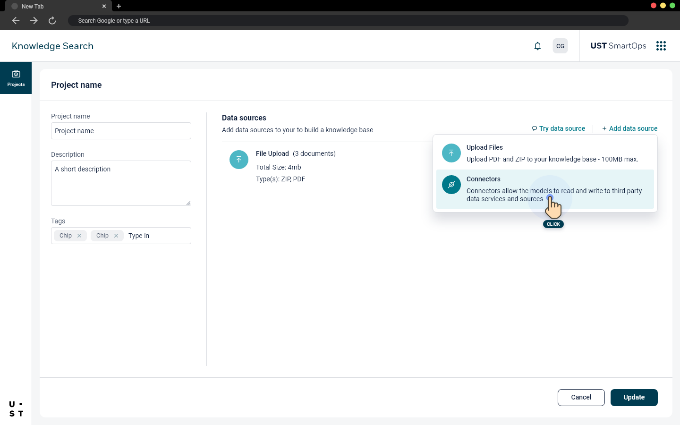 New Tab
Search Google or type a URL
Knowledge Search
CG
UST SmartOps
Projects
Project name
Project name
Project name
Description
A short description
Tags
Chip
Chip
Type in
Data sources
Add data sources to your to build a knowledge base
Try data source
+ Add data source
File Upload (3 documents)
Total Size: 4mb
Type(s): ZIP, PDF
Upload Files
Upload PDF and ZIP to your knowledge base - 100MB max.
Connectors
Connectors allow the models to read and write to third party
data services and sources
CLICK
Cancel
Update
U
S T